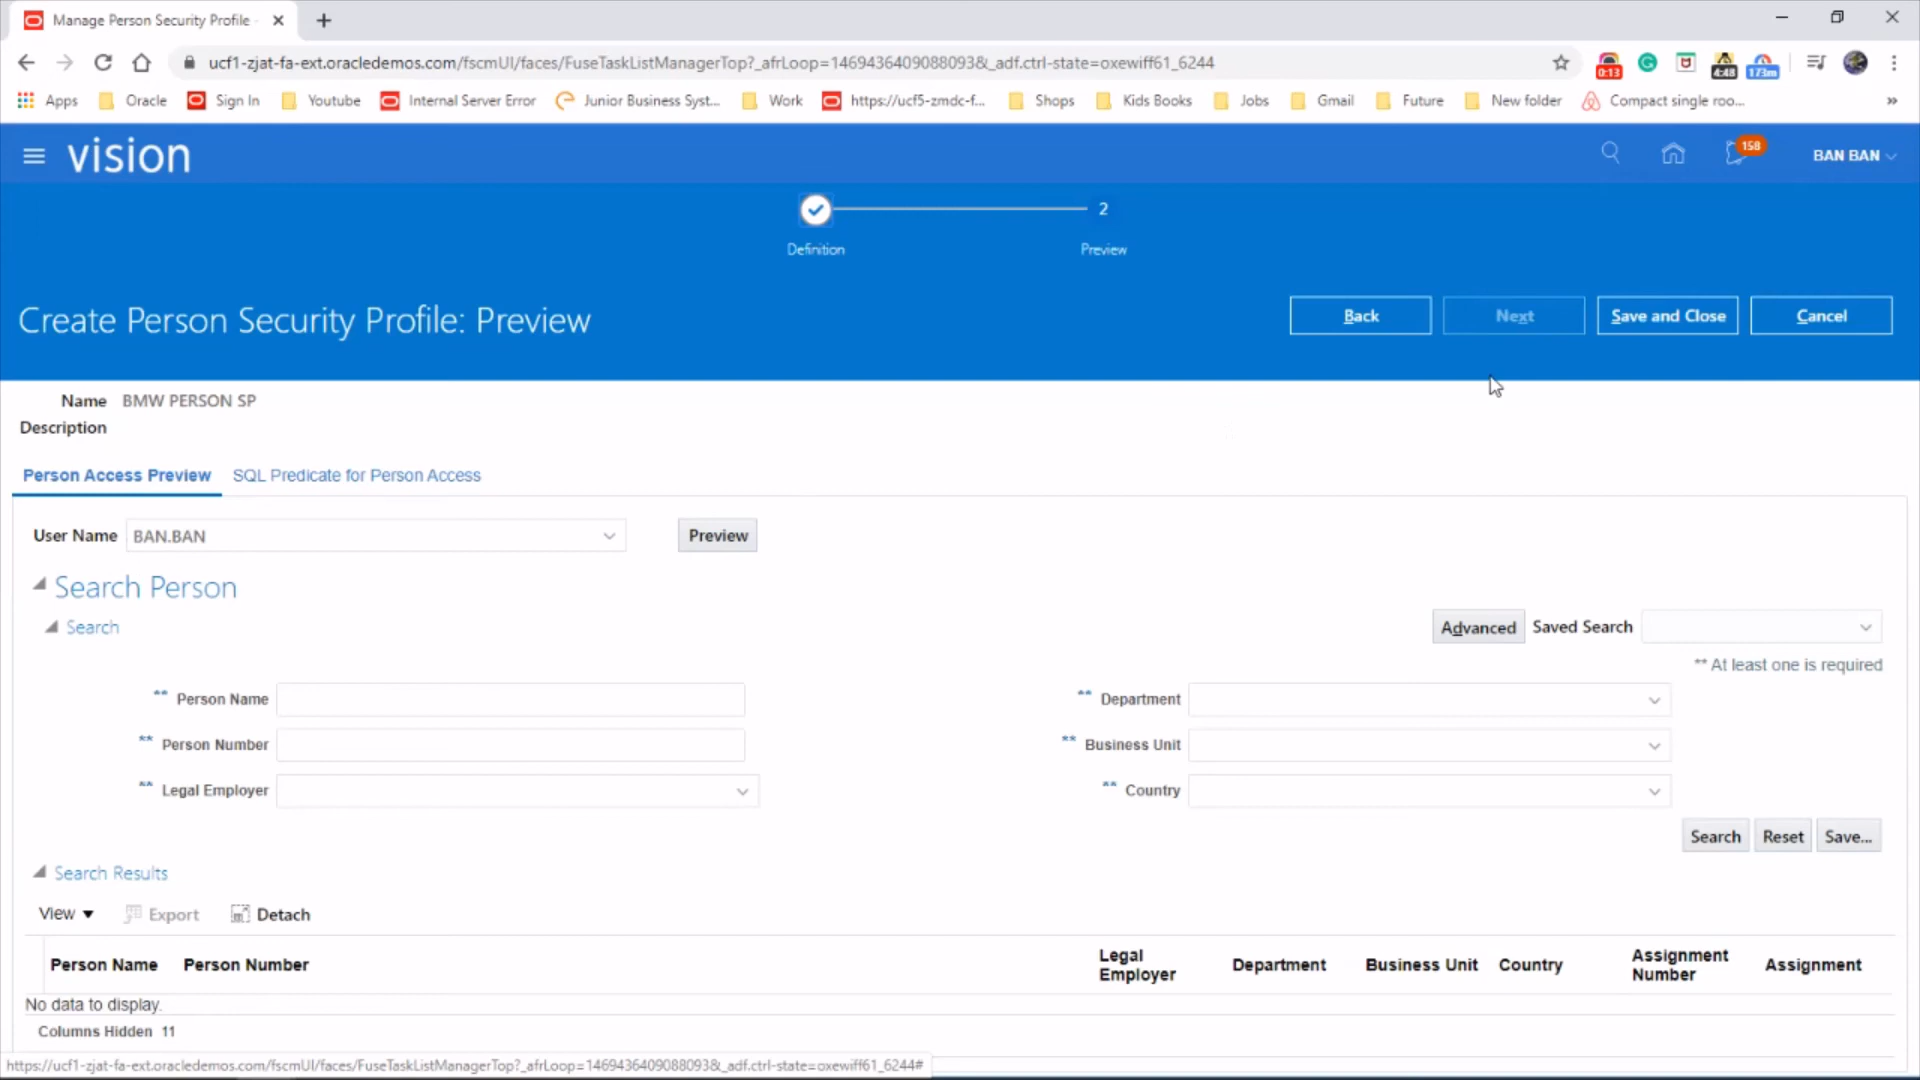 Manage Person Security Profile -
ucf1-zjat-fa-ext.oracledemos.com/fscmUI/faces/FuseTaskListManagerTop?_afrLoop=14694364090880938&_adf.ctrl-state=oxewiff61_6244
0:13
4:48
173m
Apps
Oracle
Sign In
Youtube
Internal Server Error
Junior Business Syst...
Work
https://ucf5-zmdc-f...
Shops
Kids Books
Jobs
Gmail
Future
New folder
Compact single roo...
»
vision
158
BAN BAN
2
Definition
Preview
Create Person Security Profile: Preview
Back
Next
Save and Close
Cancel
Name BMW PERSON SP
Description
Person Access Preview
SQL Predicate for Person Access
User Name BAN.BAN
Preview
Search Person
Search
Advanced
Saved Search
** At least one is required
** Person Name
** Department
** Person Number
** Business Unit
** Legal Employer
** Country
Search
Reset
Save...
Search Results
View
Export
Detach
Person Name
Person Number
Legal Employer
Department
Business Unit
Country
Assignment Number
Assignment
No data to display.
Columns Hidden 11
https://ucf1-zjat-fa-ext.oracledemos.com/fscmUI/faces/FuseTaskListManagerTop?_afrLoop=14694364090880938&_adf.ctrl-state=oxewiff61_6244#